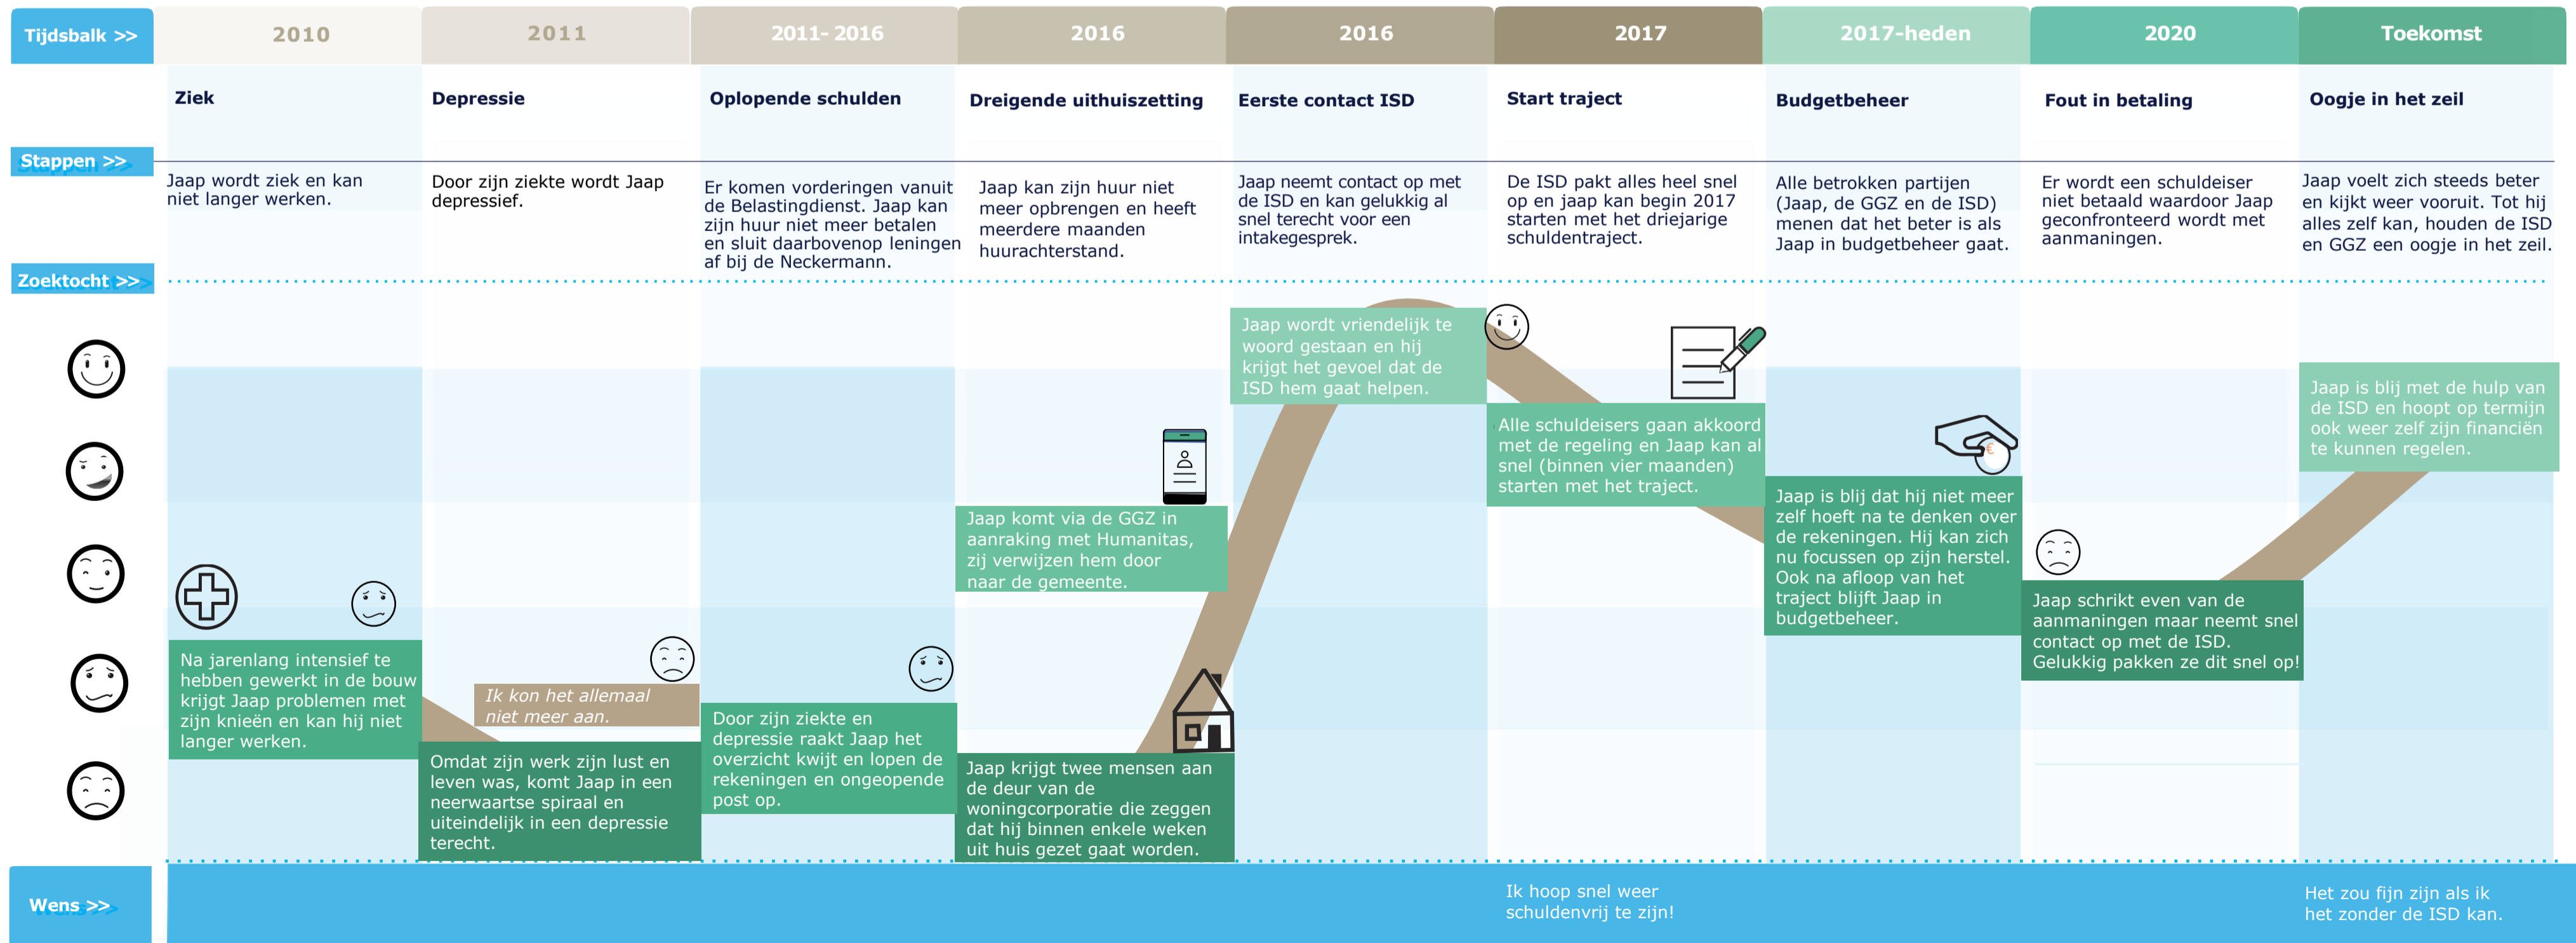 Tijdsbalk >>
2010
2011
2011- 2016
2016
2016
2017
2017-heden
2020
Toekomst
Ziek
Depressie
Oplopende schulden
Dreigende uithuiszetting
Eerste contact ISD
Start traject
Budgetbeheer
Fout in betaling
Oogje in het zeil
Stappen >>
Jaap wordt ziek en kan
niet langer werken.
Door zijn ziekte wordt Jaap
depressief.
Er komen vorderingen vanuit
de Belastingdienst. Jaap kan
zijn huur niet meer betalen
en sluit daarbovenop leningen
af bij de Neckermann.
Jaap kan zijn huur niet
meer opbrengen en heeft
meerdere maanden
huurachterstand.
Jaap neemt contact op met
de ISD en kan gelukkig al
snel terecht voor een
intakegesprek.
De ISD pakt alles heel snel
op en jaap kan begin 2017
starten met het driejarige
schuldentraject.
Alle betrokken partijen
(Jaap, de GGZ en de ISD)
menen dat het beter is als
Jaap in budgetbeheer gaat.
Er wordt een schuldeiser
niet betaald waardoor Jaap
geconfronteerd wordt met
aanmaningen.
Jaap voelt zich steeds beter
en kijkt weer vooruit. Tot hij
alles zelf kan, houden de ISD
en GGZ een oogje in het zeil.
Zoektocht >>
Na jarenlang intensief te
hebben gewerkt in de bouw
krijgt Jaap problemen met
zijn knieën en kan hij niet
langer werken.
Ik kon het allemaal
niet meer aan.
Omdat zijn werk zijn lust en
leven was, komt Jaap in een
neerwaartse spiraal en
uiteindelijk in een depressie
terecht.
Door zijn ziekte en
depressie raakt Jaap het
overzicht kwijt en lopen de
rekeningen en ongeopende
post op.
Jaap komt via de GGZ in
aanraking met Humanitas,
zij verwijzen hem door
naar de gemeente.
Jaap krijgt twee mensen aan
de deur van de
woningcorporatie die zeggen
dat hij binnen enkele weken
uit huis gezet gaat worden.
Jaap wordt vriendelijk te
woord gestaan en hij
krijgt het gevoel dat de
ISD hem gaat helpen.
Alle schuldeisers gaan akkoord
met de regeling en Jaap kan al
snel (binnen vier maanden)
starten met het traject.
€
Jaap is blij dat hij niet meer
zelf hoeft na te denken over
de rekeningen. Hij kan zich
nu focussen op zijn herstel.
Ook na afloop van het
traject blijft Jaap in
budgetbeheer.
Jaap schrikt even van de
aanmaningen maar neemt snel
contact op met de ISD.
Gelukkig pakken ze dit snel op!
Jaap is blij met de hulp van
de ISD en hoopt op termijn
ook weer zelf zijn financiën
te kunnen regelen.
Wens >>
Ik hoop snel weer
schuldenvrij te zijn!
Het zou fijn zijn als ik
het zonder de ISD kan.